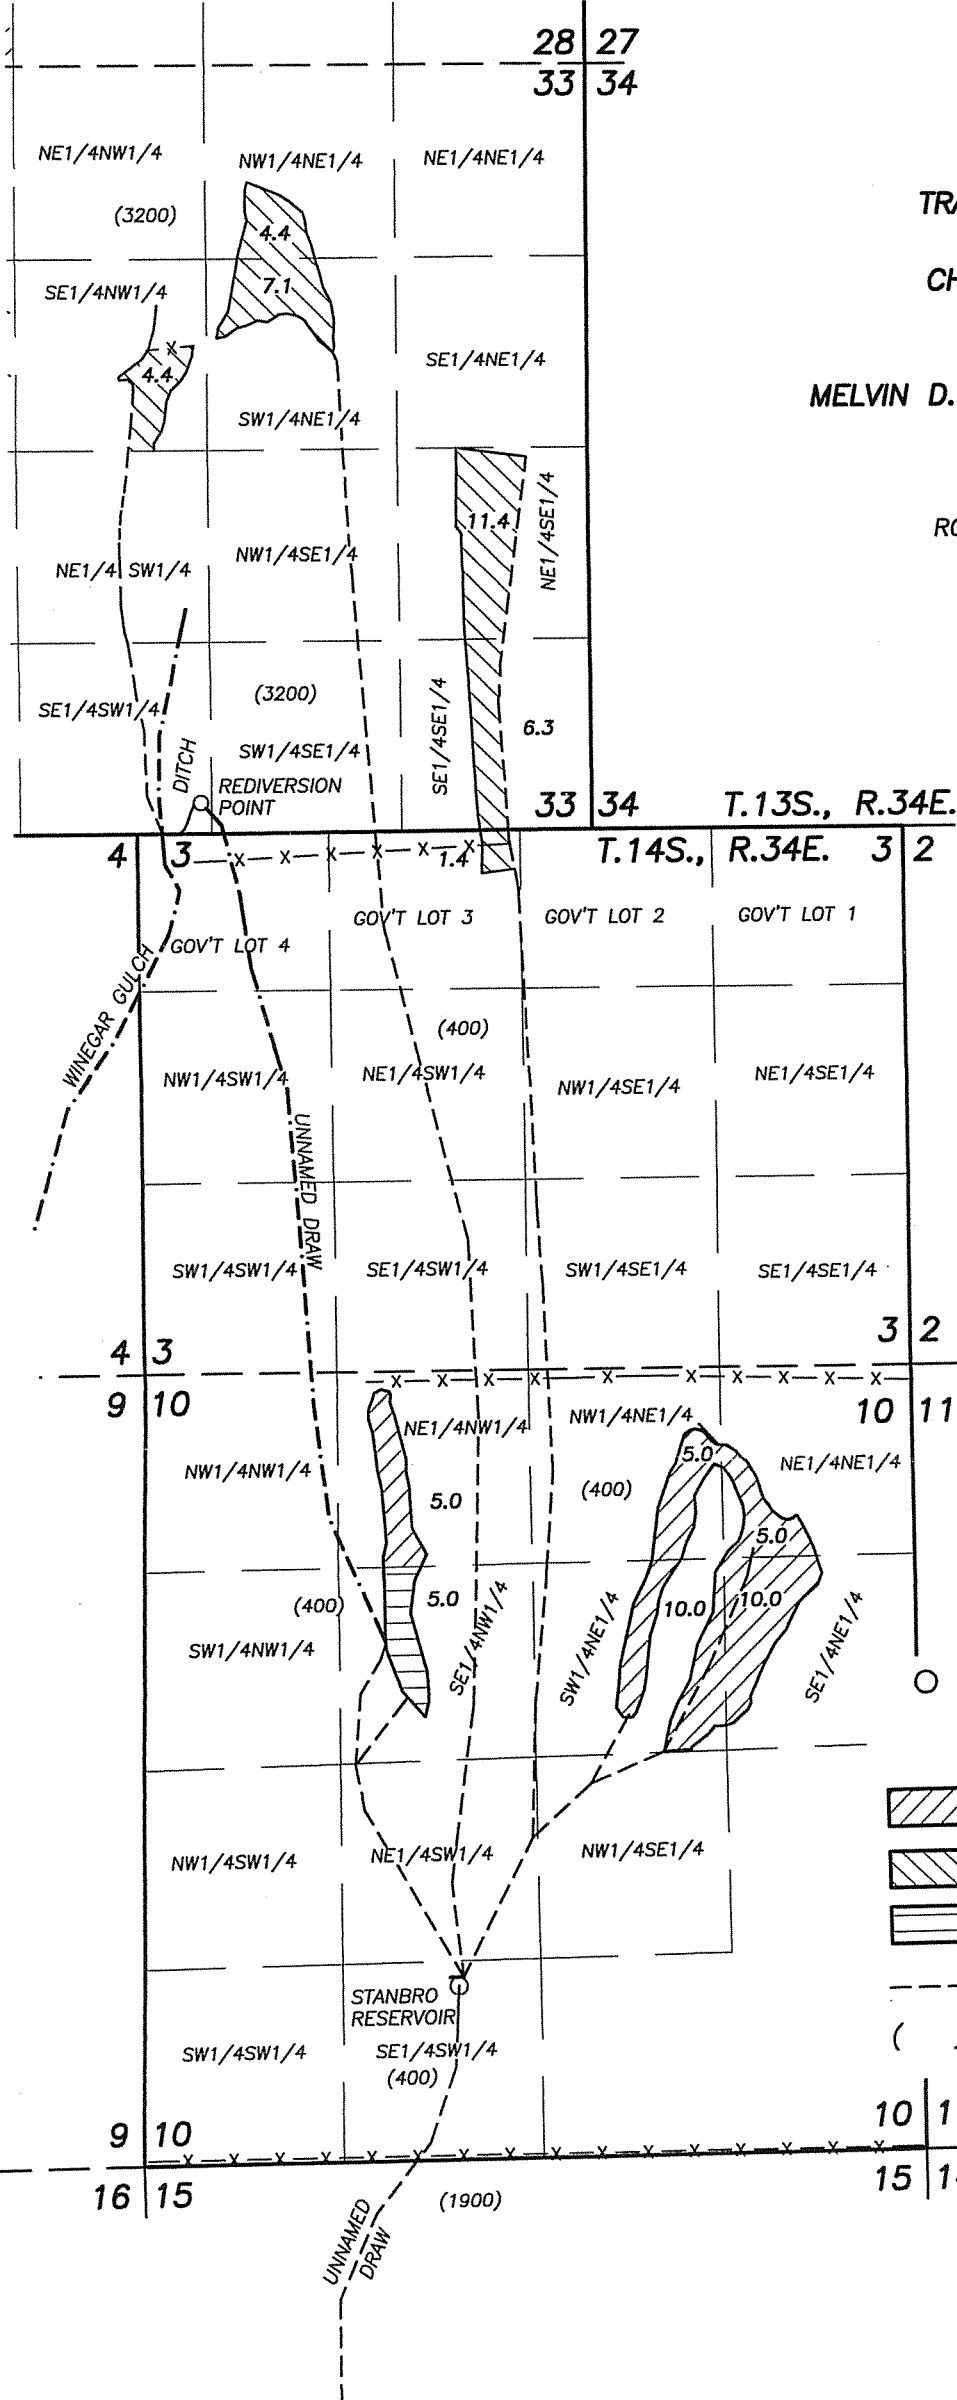 28 27
33 34
NE1/4NW1/4
NW1/4NE1/4
NE1/4NE1/4
(3200)
4.4
7.1
SE1/4NW1/4
X
4.4
SE1/4NE1/4
SW1/4NE1/4
MELVIN D.
11.4
NE1/4SE1/4
NW1/4SE1/4
NE1/4 SW1/4
(3200)
SE1/4SW1/4
SE1/4SE1/4
6.3
SW1/4SE1/4
DITCH
REDIVERSION
POINT
33 34
T.13S., R.34E.
4 3
X X X X X X
1.4
T.14S., R.34E.
3 2
GOV'T LOT 4
GOV'T LOT 3
GOV'T LOT 2
GOV'T LOT 1
WINEGAR GULCH
(400)
NW1/4SW1/4
NE1/4SW1/4
NW1/4SE1/4
NE1/4SE1/4
UNNAMED DRAW
SW1/4SW1/4
SE1/4SW1/4
SW1/4SE1/4
SE1/4SE1/4
4 3
3 2
X X X X X X X X X X
9 10
10 11
NE1/4NW1/4
NW1/4NE1/4
NW1/4NW1/4
5.0
NE1/4NE1/4
5.0
(400)
5.0
(400)
5.0
SE1/4NW1/4
SW1/4NE1/4
10.0
10.0
SE1/4NE1/4
SW1/4NW1/4
NW1/4SW1/4
NE1/4SW1/4
NW1/4SE1/4
STANBRO
RESERVOIR
SW1/4SW1/4
SE1/4SW1/4
(400)
(
9 10
10 1
X X X X X X X X X X X X X X X X
16 15
15 1
(1900)
UNNAMED
DRAW